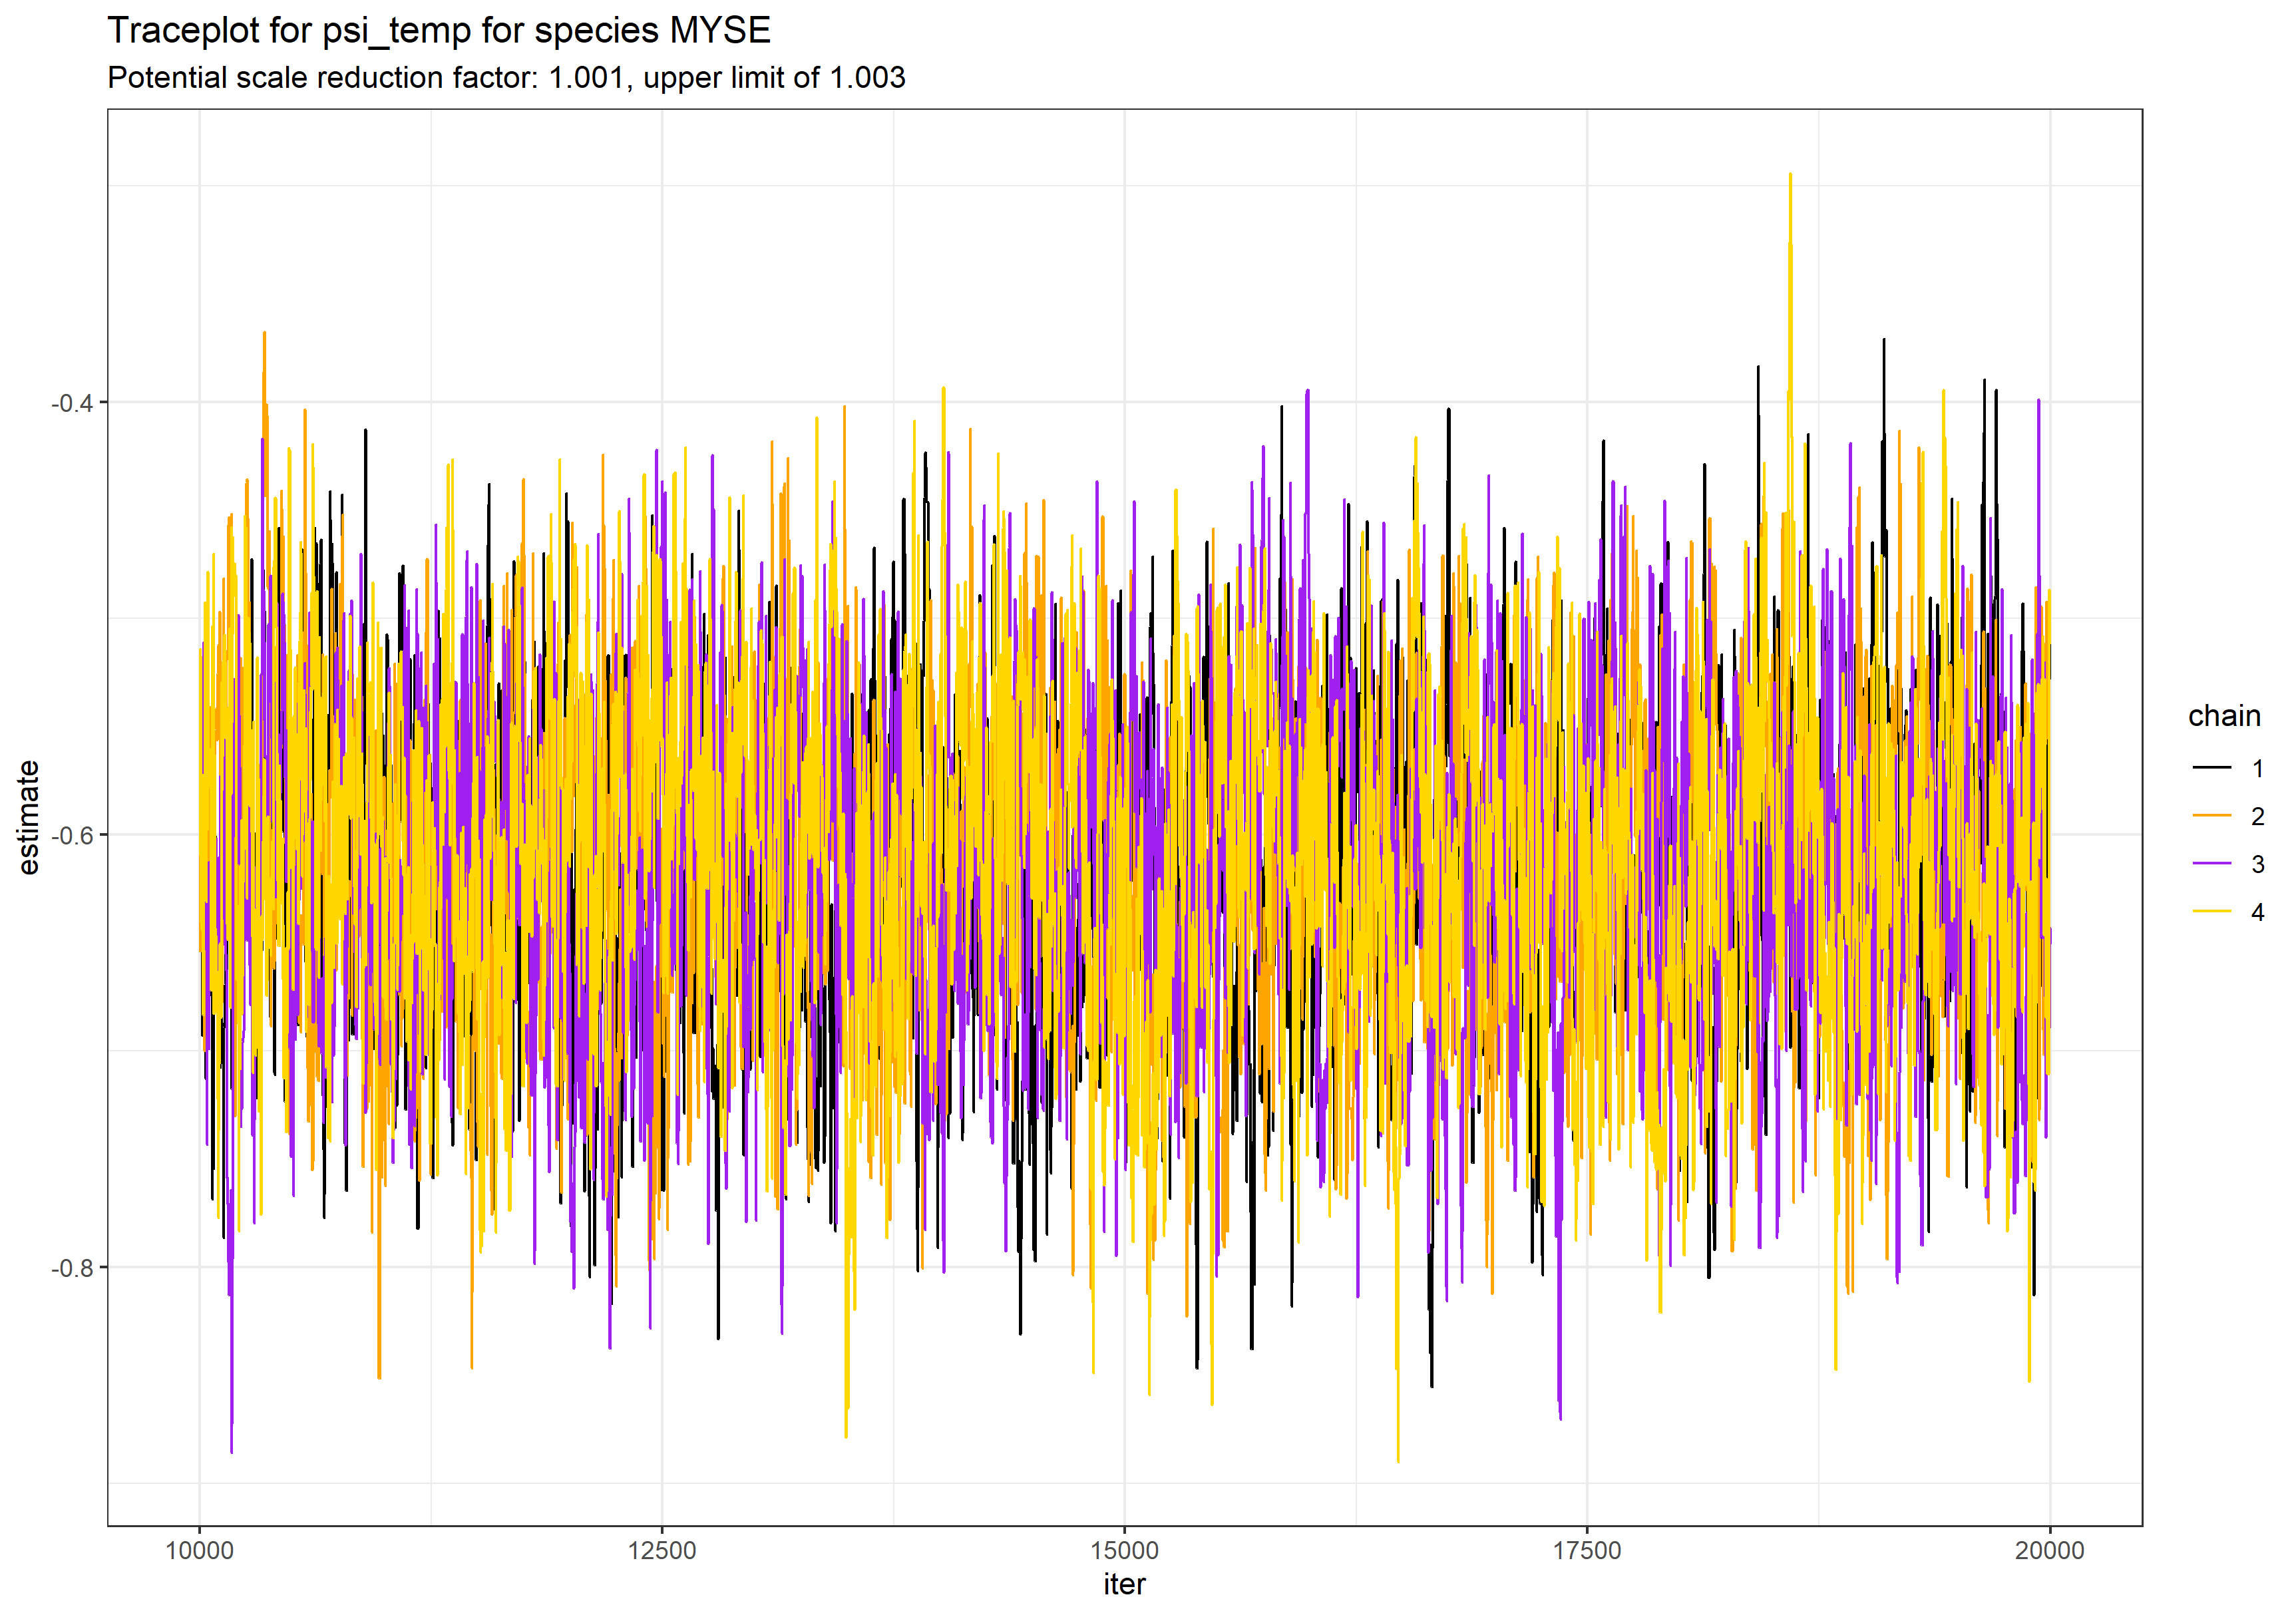 Traceplot for psi_temp for species MYSE
Potential scale reduction factor: 1.001, upper limit of 1.003
-0.4
-0.6
-0.8
estimate
10000 12500 15000 17500 20000
iter
chain
1
2
3
4